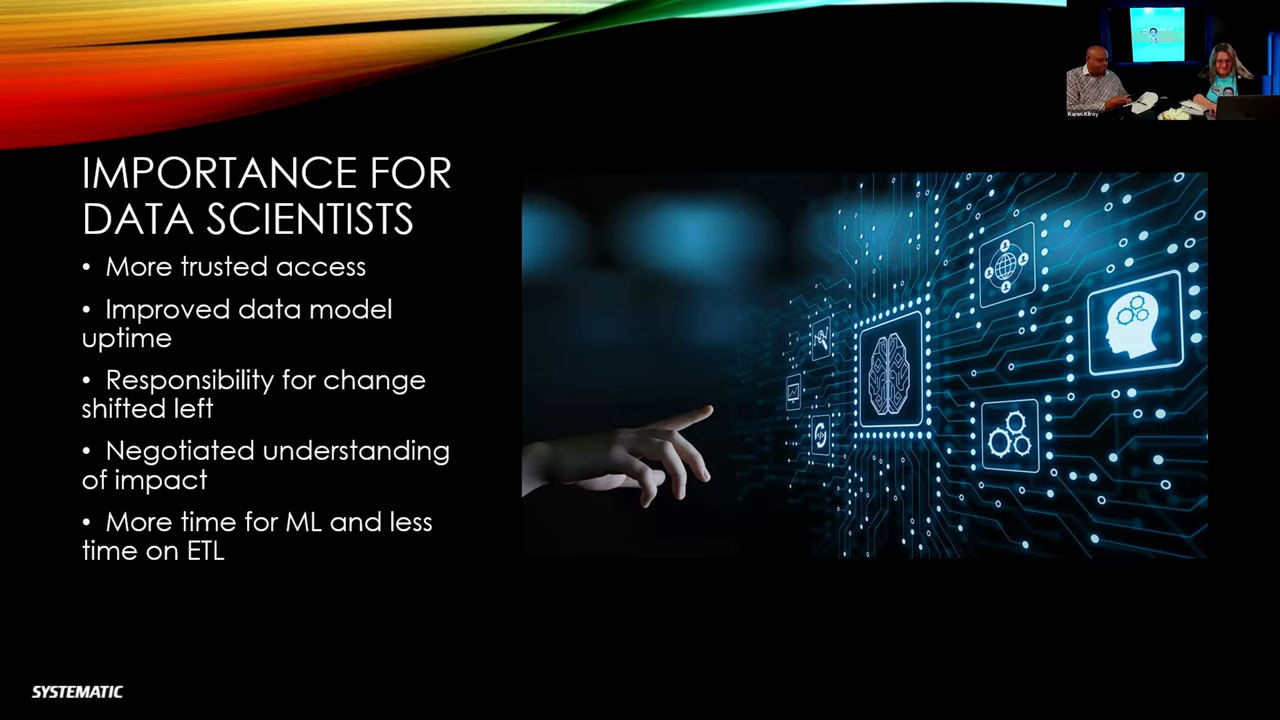 Karen Kilroy
IMPORTANCE FOR
DATA SCIENTISTS
• More trusted access
• Improved data model
uptime
• Responsibility for change
shifted left
• Negotiated understanding
of impact
• More time for ML and less
time on ETL
SYSTEMATIC